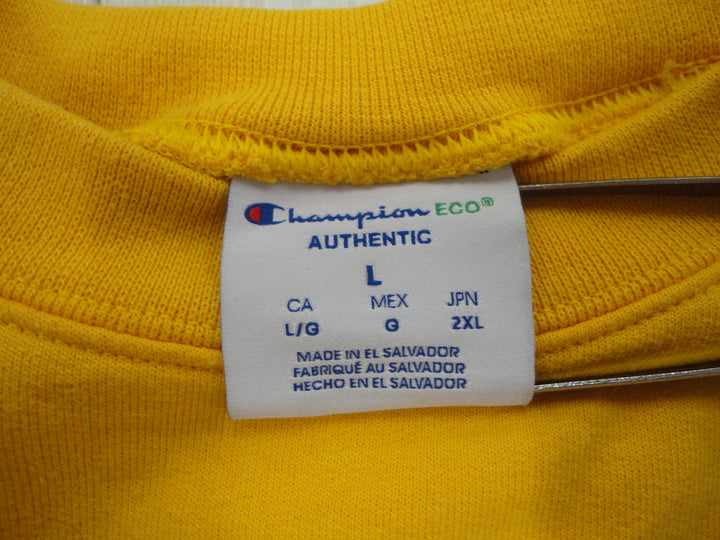 Champion ECO®
AUTHENTIC
L
CA MEX JPN
L/G G 2XL
MADE IN EL SALVADOR
FABRIQUÉ AU SALVADOR
HECHO EN EL SALVADOR